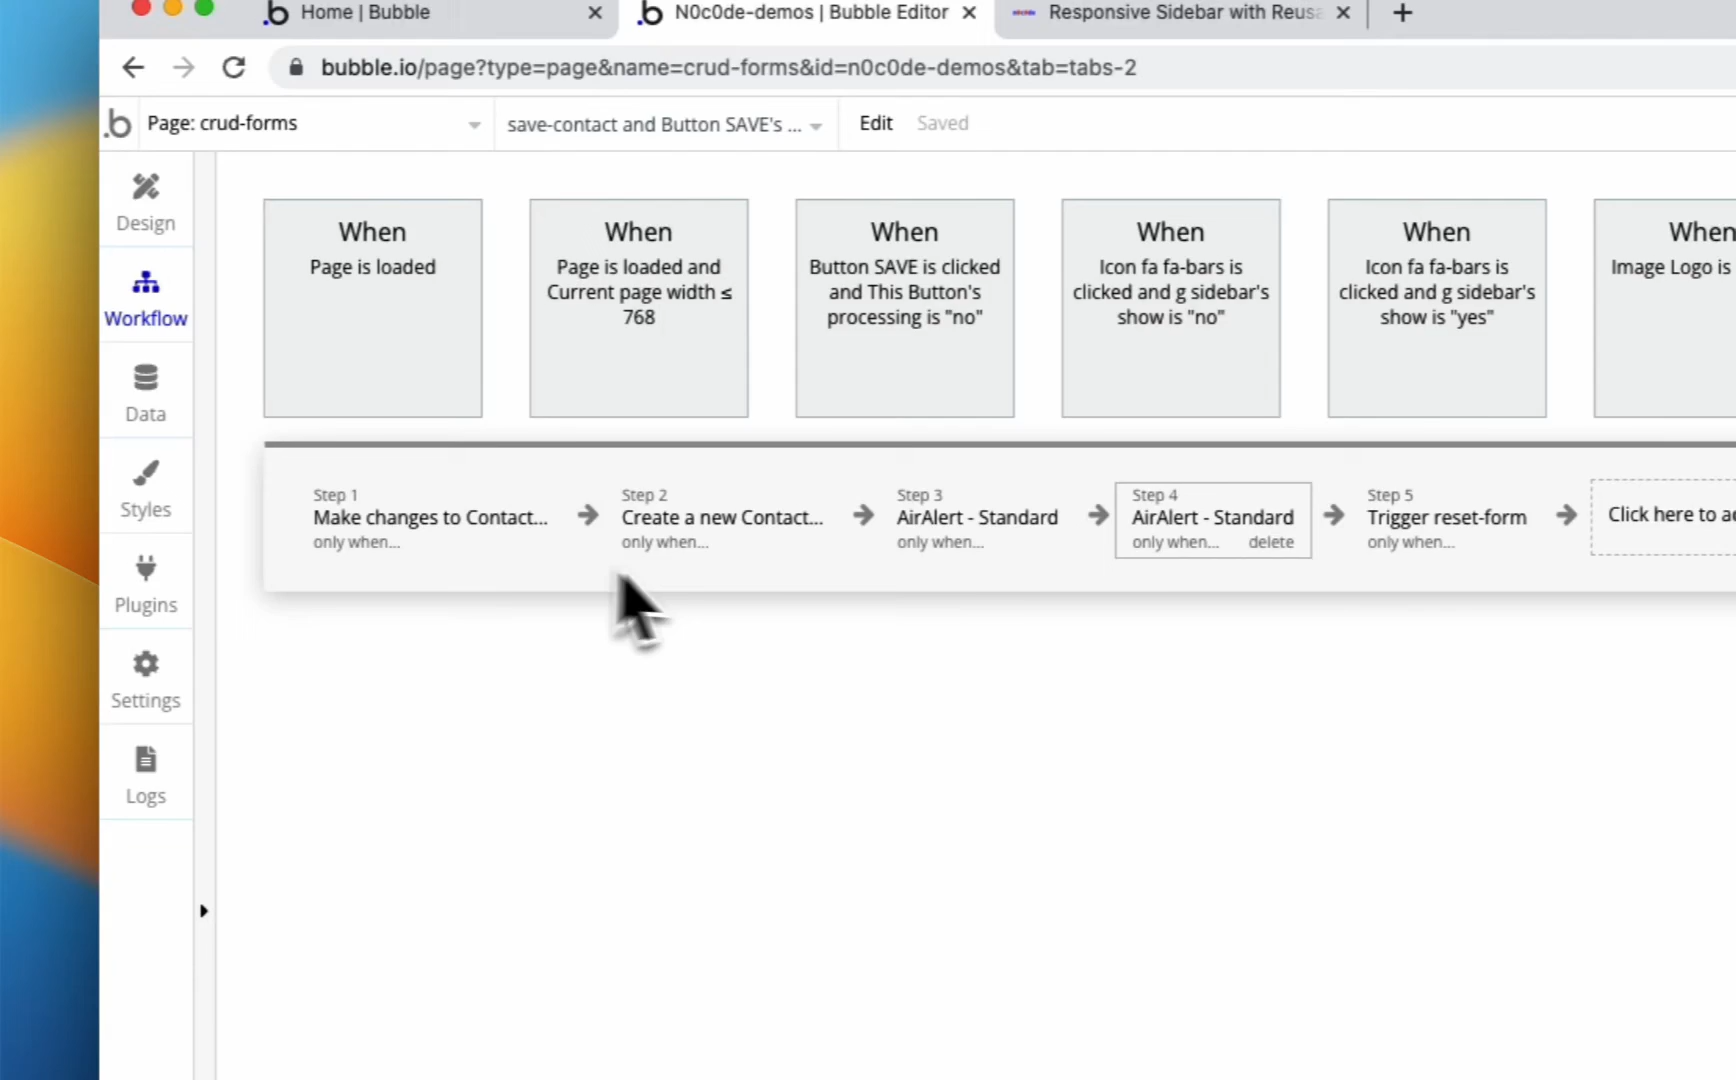 Home | Bubble
N0c0de-demos | Bubble Editor
Responsive Sidebar with Reus
bubble.io/page?type=page&name=crud-forms&id=n0c0de-demos&tab=tabs-2
Page: crud-forms
save-contact and Button SAVE's ...
Edit
Saved
Design
Workflow
Data
Styles
Plugins
Settings
Logs
When
Page is loaded
When
Page is loaded and
Current page width ≤
768
When
Button SAVE is clicked
and This Button's
processing is "no"
When
Icon fa fa-bars is
clicked and g sidebar's
show is "no"
When
Icon fa fa-bars is
clicked and g sidebar's
show is "yes"
When
Image Logo is
Step 1
Make changes to Contact...
only when...
Step 2
Create a new Contact...
only when...
Step 3
AirAlert - Standard
only when...
Step 4
AirAlert - Standard
only when... delete
Step 5
Trigger reset-form
only when...
Click here to a